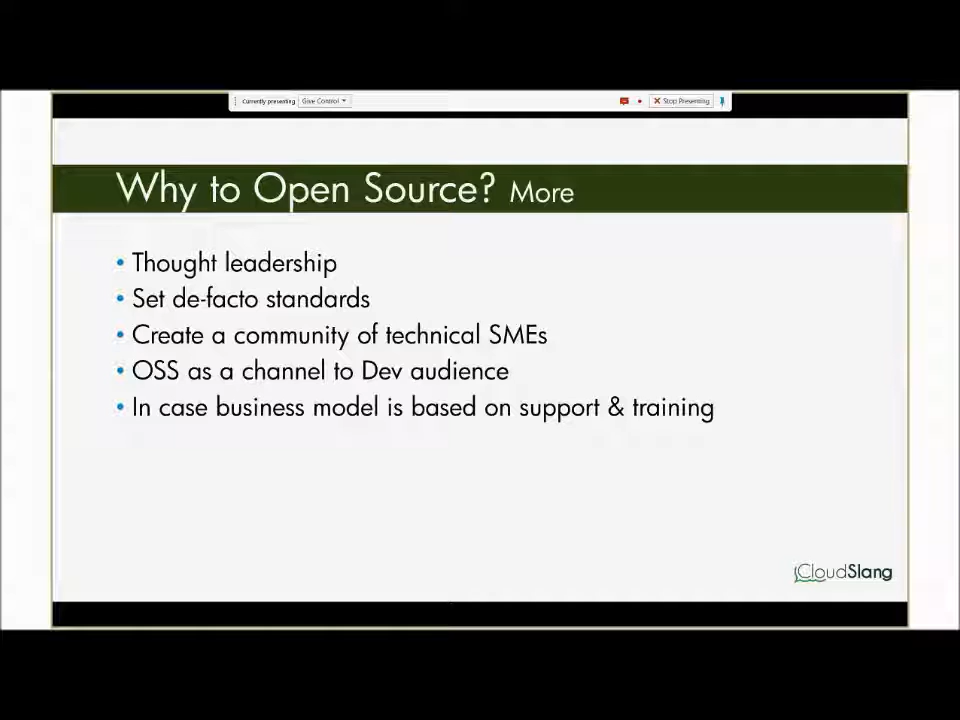 Currently presenting Give Control Stop Presenting
Why to Open Source? More
• Thought leadership
• Set de-facto standards
• Create a community of technical SMEs
• OSS as a channel to Dev audience
• In case business model is based on support & training
CloudSlang